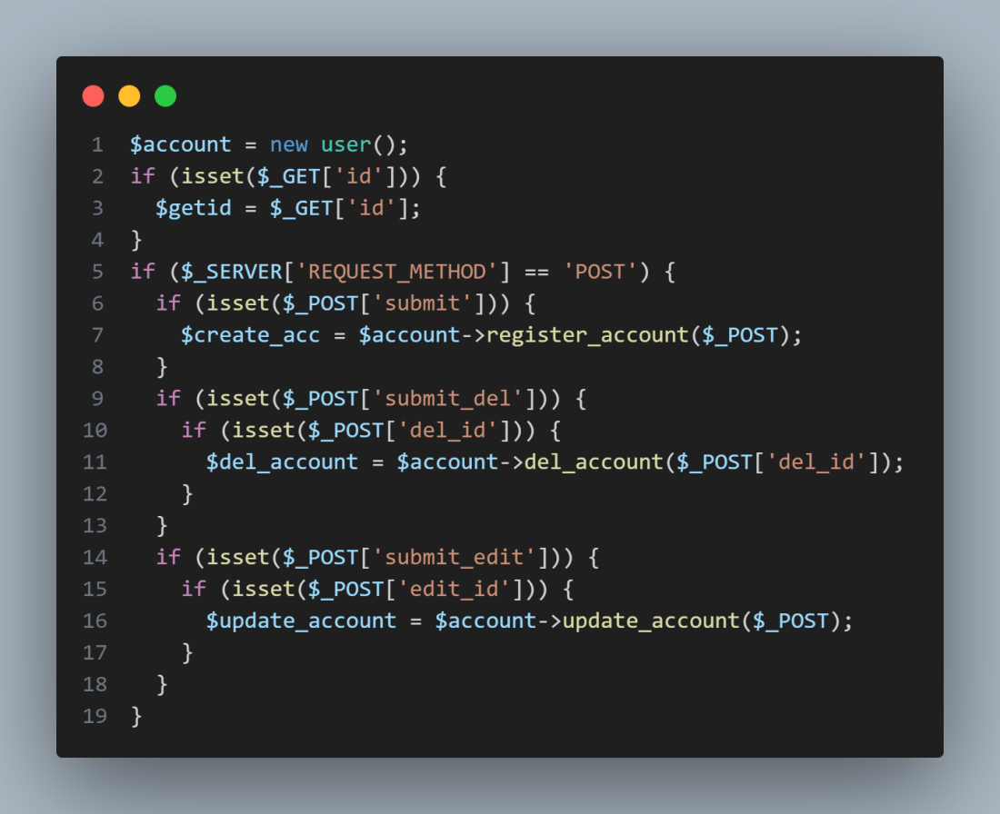 1 $account = new user();
2 if (isset($_GET['id'])) {
3   $getid = $_GET['id'];
4 }
5 if ($_SERVER['REQUEST_METHOD'] == 'POST') {
6   if (isset($_POST['submit'])) {
7     $create_acc = $account->register_account($_POST);
8   }
9   if (isset($_POST['submit_del'])) {
10     if (isset($_POST['del_id'])) {
11       $del_account = $account->del_account($_POST['del_id']);
12     }
13   }
14   if (isset($_POST['submit_edit'])) {
15     if (isset($_POST['edit_id'])) {
16       $update_account = $account->update_account($_POST);
17     }
18   }
19 }